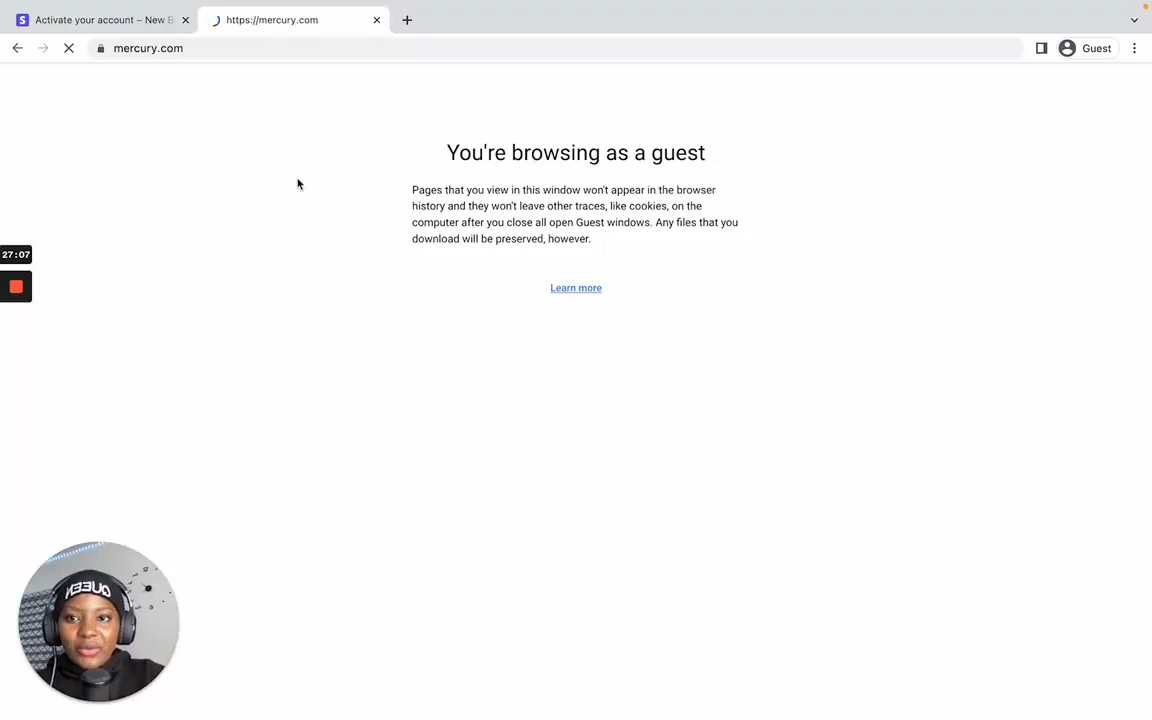 S Activate your account – New B
https://mercury.com
mercury.com
Guest
You're browsing as a guest
Pages that you view in this window won't appear in the browser
history and they won't leave other traces, like cookies, on the
computer after you close all open Guest windows. Any files that you
download will be preserved, however.
27:07
Learn more
QUEEN